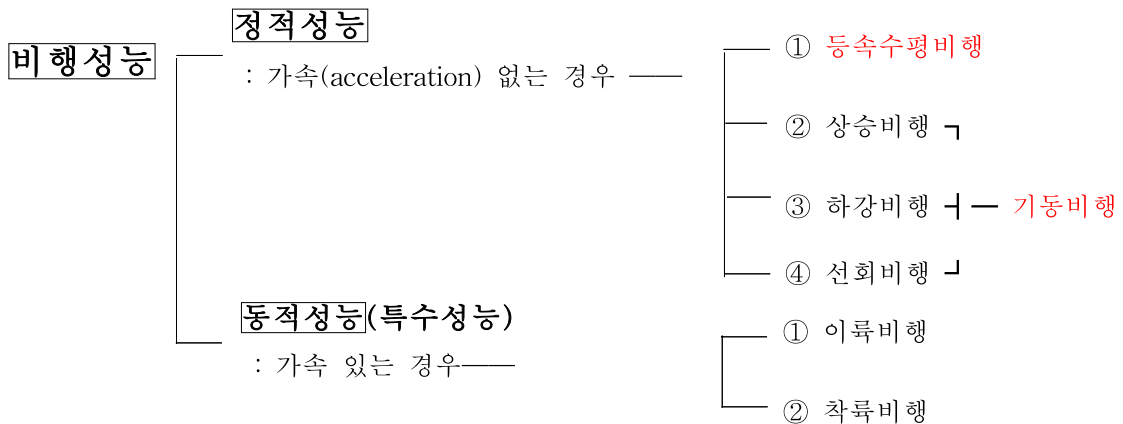 비행성능
정적성능
: 가속(acceleration) 없는 경우
① 등속수평비행
② 상승비행
③ 하강비행
기동비행
④ 선회비행
동적성능(특수성능)
: 가속 있는 경우
① 이륙비행
② 착륙비행